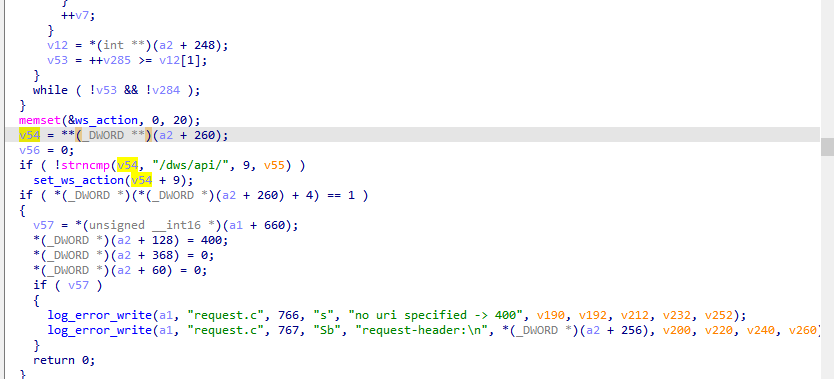 }
++v7;
}
v12 = *(int **)(a2 + 248);
v53 = ++v285 >= v12[1];
}
while ( !v53 && !v284 );
}
memset(&ws_action, 0, 20);
v54 = **(_DWORD **)(a2 + 260);
v56 = 0;
if ( !strncmp(v54, "/dws/api/", 9, v55) )
set_ws_action(v54 + 9);
if ( *(_DWORD *)(*(_DWORD *)(a2 + 260) + 4) == 1 )
{
v57 = *(unsigned __int16 *)(a1 + 660);
*(_DWORD *)(a2 + 128) = 400;
*(_DWORD *)(a2 + 368) = 0;
*(_DWORD *)(a2 + 60) = 0;
if ( v57 )
{
log_error_write(a1, "request.c", 766, "s", "no uri specified -> 400", v190, v192, v212, v232, v252);
log_error_write(a1, "request.c", 767, "Sb", "request-header:\n", *(_DWORD *)(a2 + 256), v200, v220, v240, v260)
}
return 0;
}